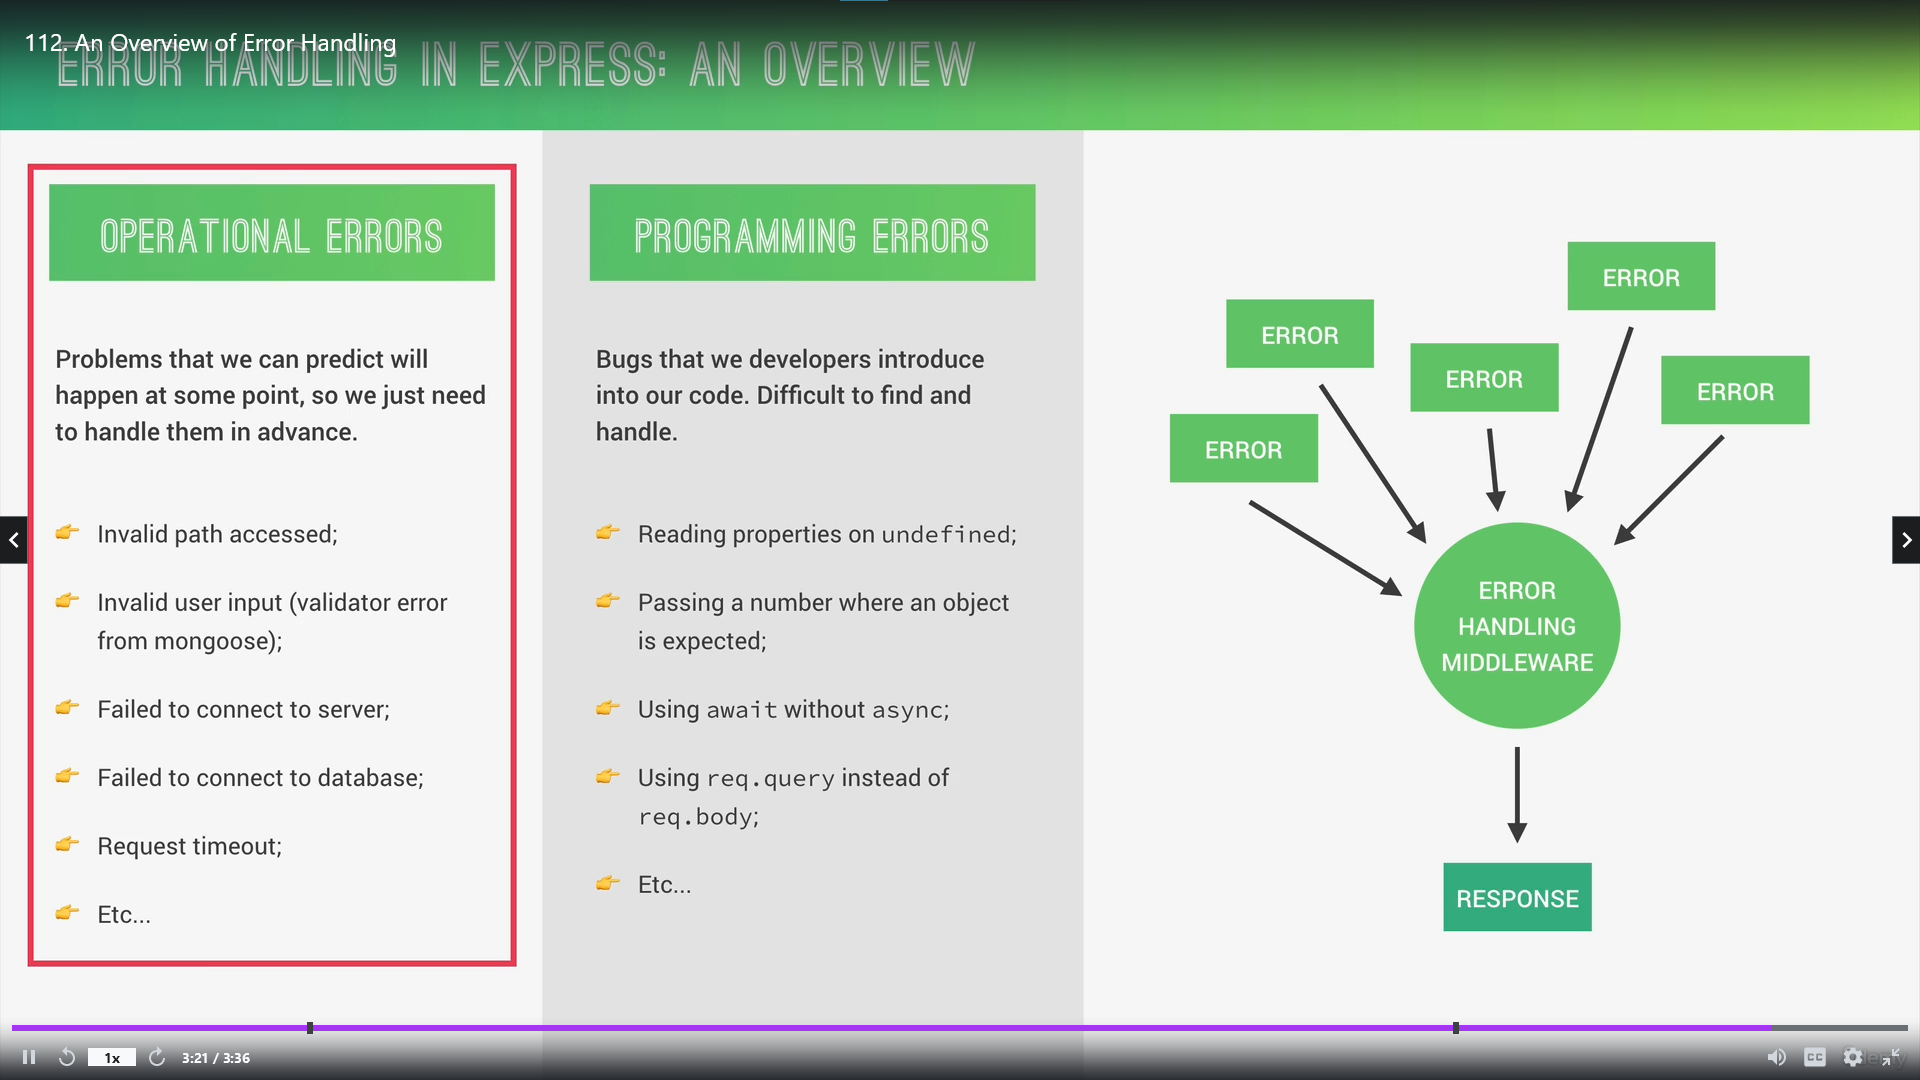 112. An Overview of Error Handling
ERROR HANDLING IN EXPRESS: AN OVERVIEW
OPERATIONAL ERRORS
Problems that we can predict will
happen at some point, so we just need
to handle them in advance.
👉 Invalid path accessed;
👉 Invalid user input (validator error
from mongoose);
👉 Failed to connect to server;
👉 Failed to connect to database;
👉 Request timeout;
👉 Etc...
PROGRAMMING ERRORS
Bugs that we developers introduce
into our code. Difficult to find and
handle.
👉 Reading properties on undefined;
👉 Passing a number where an object
is expected;
👉 Using await without async;
👉 Using req.query instead of
req.body;
👉 Etc...
ERROR
ERROR
ERROR
ERROR
ERROR
ERROR
HANDLING
MIDDLEWARE
RESPONSE
1x
3:21 / 3:36
CC